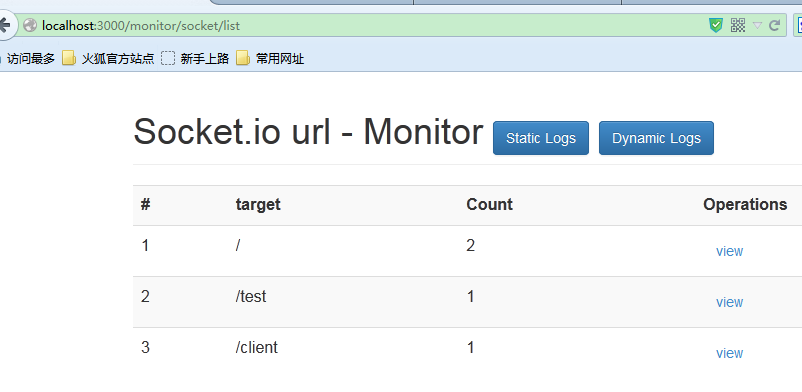 localhost:3000/monitor/socket/list
访问最多 火狐官方站点 新手上路 常用网址
Socket.io url - Monitor Static Logs Dynamic Logs
# target Count Operations
1 / 2 view
2 /test 1 view
3 /client 1 view